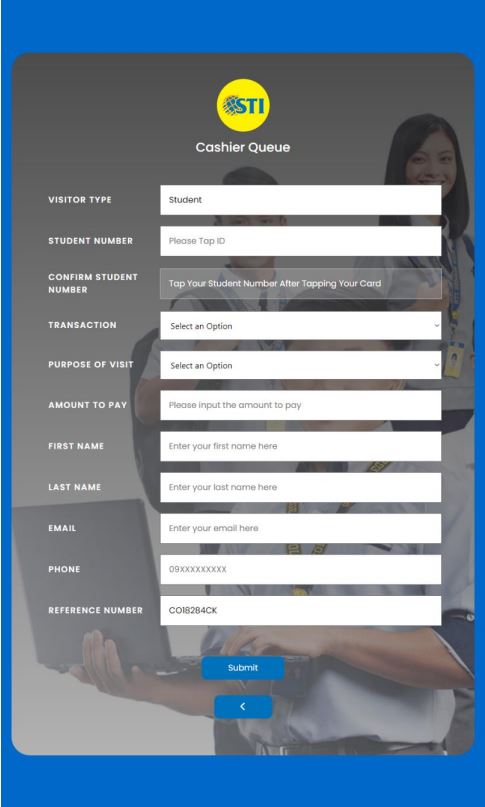 STI
Cashier Queue
VISITOR TYPE
Student
STUDENT NUMBER
Please Tap ID
CONFIRM STUDENT
NUMBER
Tap Your Student Number After Tapping Your Card
TRANSACTION
Select an Option
PURPOSE OF VISIT
Select an Option
AMOUNT TO PAY
Please input the amount to pay
FIRST NAME
Enter your first name here
LAST NAME
Enter your last name here
EMAIL
Enter your email here
PHONE
09XXXXXXXXX
REFERENCE NUMBER
CO18284CK
Submit
<